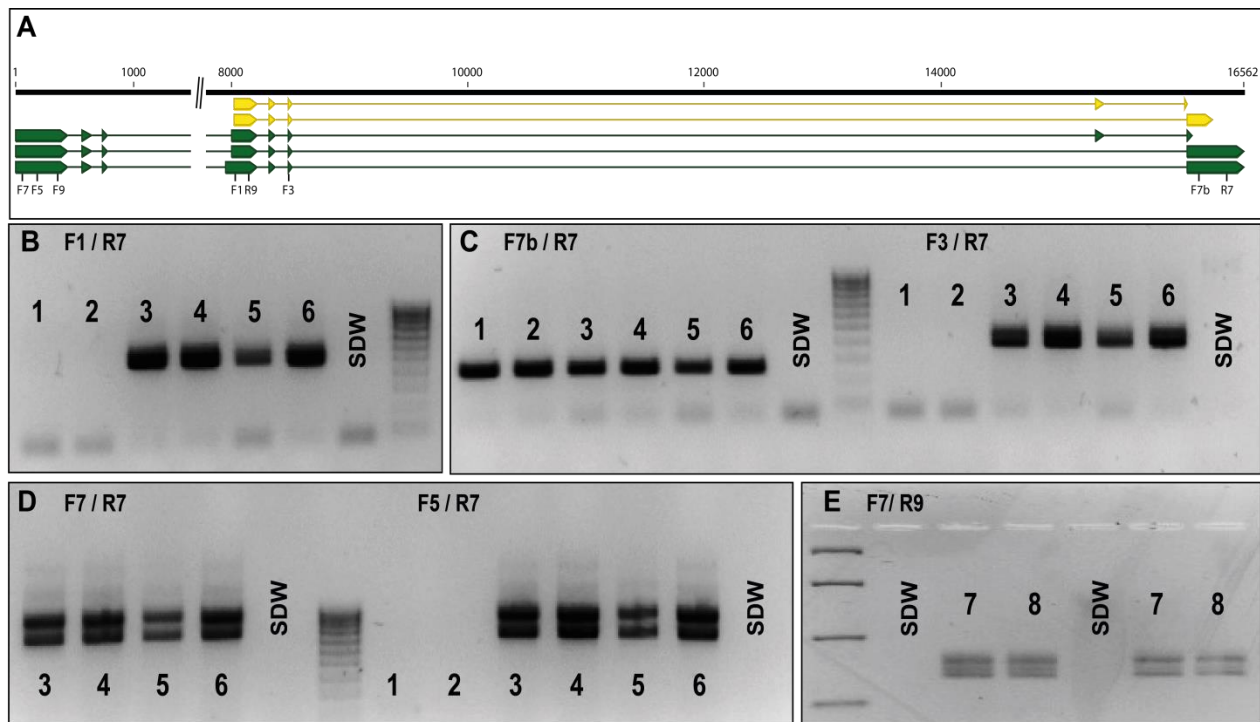 A
1 1000 8000 10000 12000 14000 16562
F7 F5 F9 F1 R9 F3 F7b R7
B F1 / R7
1 2 3 4 5 6 SDW
C F7b / R7 F3 / R7
1 2 3 4 5 6 SDW 1 2 3 4 5 6 SDW
D F7 / R7 F5 / R7
3 4 5 6 SDW 1 2 3 4 5 6 SDW
E F7/ R9
SDW 7 8 SDW 7 8